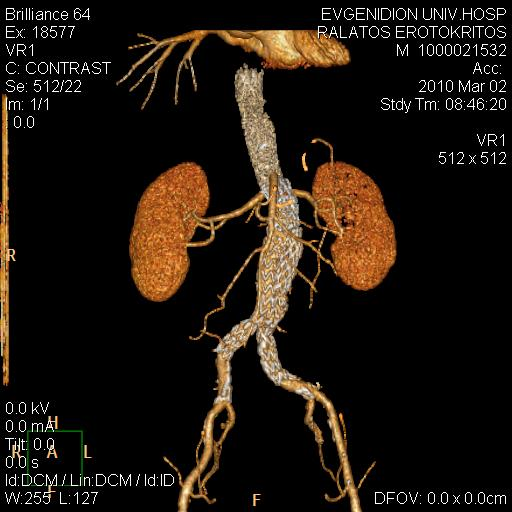 Brilliance 64
Ex: 18577
VR1
C: CONTRAST
Se: 512/22
Im: 1/1
0.0
EVGENIDION UNIV.HOSP
RALATOS EROTOKRITOS
M 1000021532
Acc:
2010 Mar 02
Stdy Tm: 08:46:20
VR1
512 x 512
R
0.0 kV
0.0 mA
Tilt: 0.0
0.0 s
H
R A L
F
Id:DCM / Lin:DCM / Id:ID
W:255 L:127
F
DFOV: 0.0 x 0.0cm